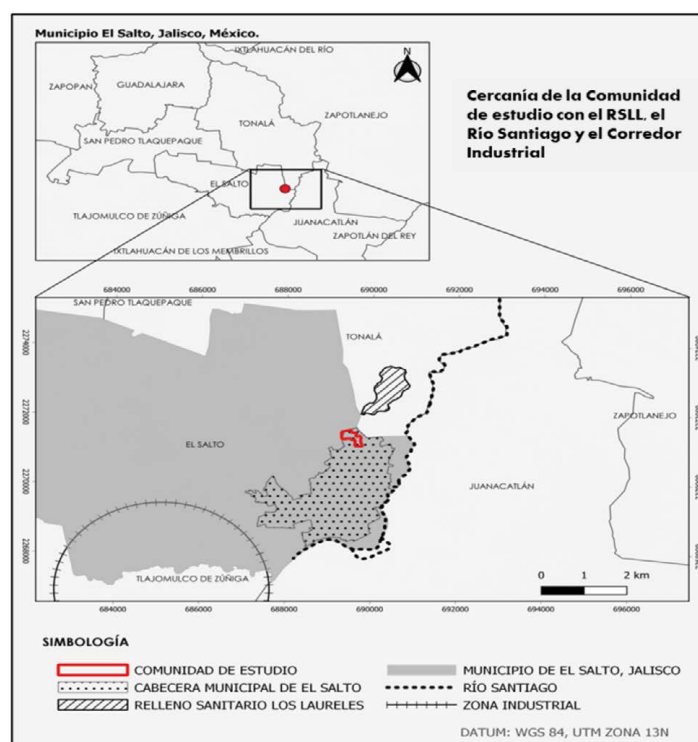 Municipio El Salto, Jalisco, México.
IXTLAHUACÁN DEL RÍO
N
ZAPOPAN
GUADALAJARA
TONALÁ
ZAPOTLANEJO
SAN PEDRO TLAQUEPAQUE
EL SALTO
TLAJOMULCO DE ZÚÑIGA
JUANACATLÁN
ZAPOTLÁN DEL REY
IXTLAHUACÁN DE LOS MEMBRILLOS
Cercanía de la Comunidad
de estudio con el RSLL, el
Río Santiago y el Corredor
Industrial
684000 686000 688000 690000 692000 694000 696000
SAN PEDRO TLAQUEPAQUE
TONALÁ
2274000
2272000
ZAPOTLANEJO
EL SALTO
2270000
JUANACATLÁN
2268000
TLAJOMULCO DE ZÚÑIGA
0 1 2 km
684000 686000 688000 690000 692000 694000 696000
SIMBOLOGÍA
COMUNIDAD DE ESTUDIO
CABECERA MUNICIPAL DE EL SALTO
RELLENO SANITARIO LOS LAURELES
MUNICIPIO DE EL SALTO, JALISCO
RÍO SANTIAGO
ZONA INDUSTRIAL
DATUM: WGS 84, UTM ZONA 13N